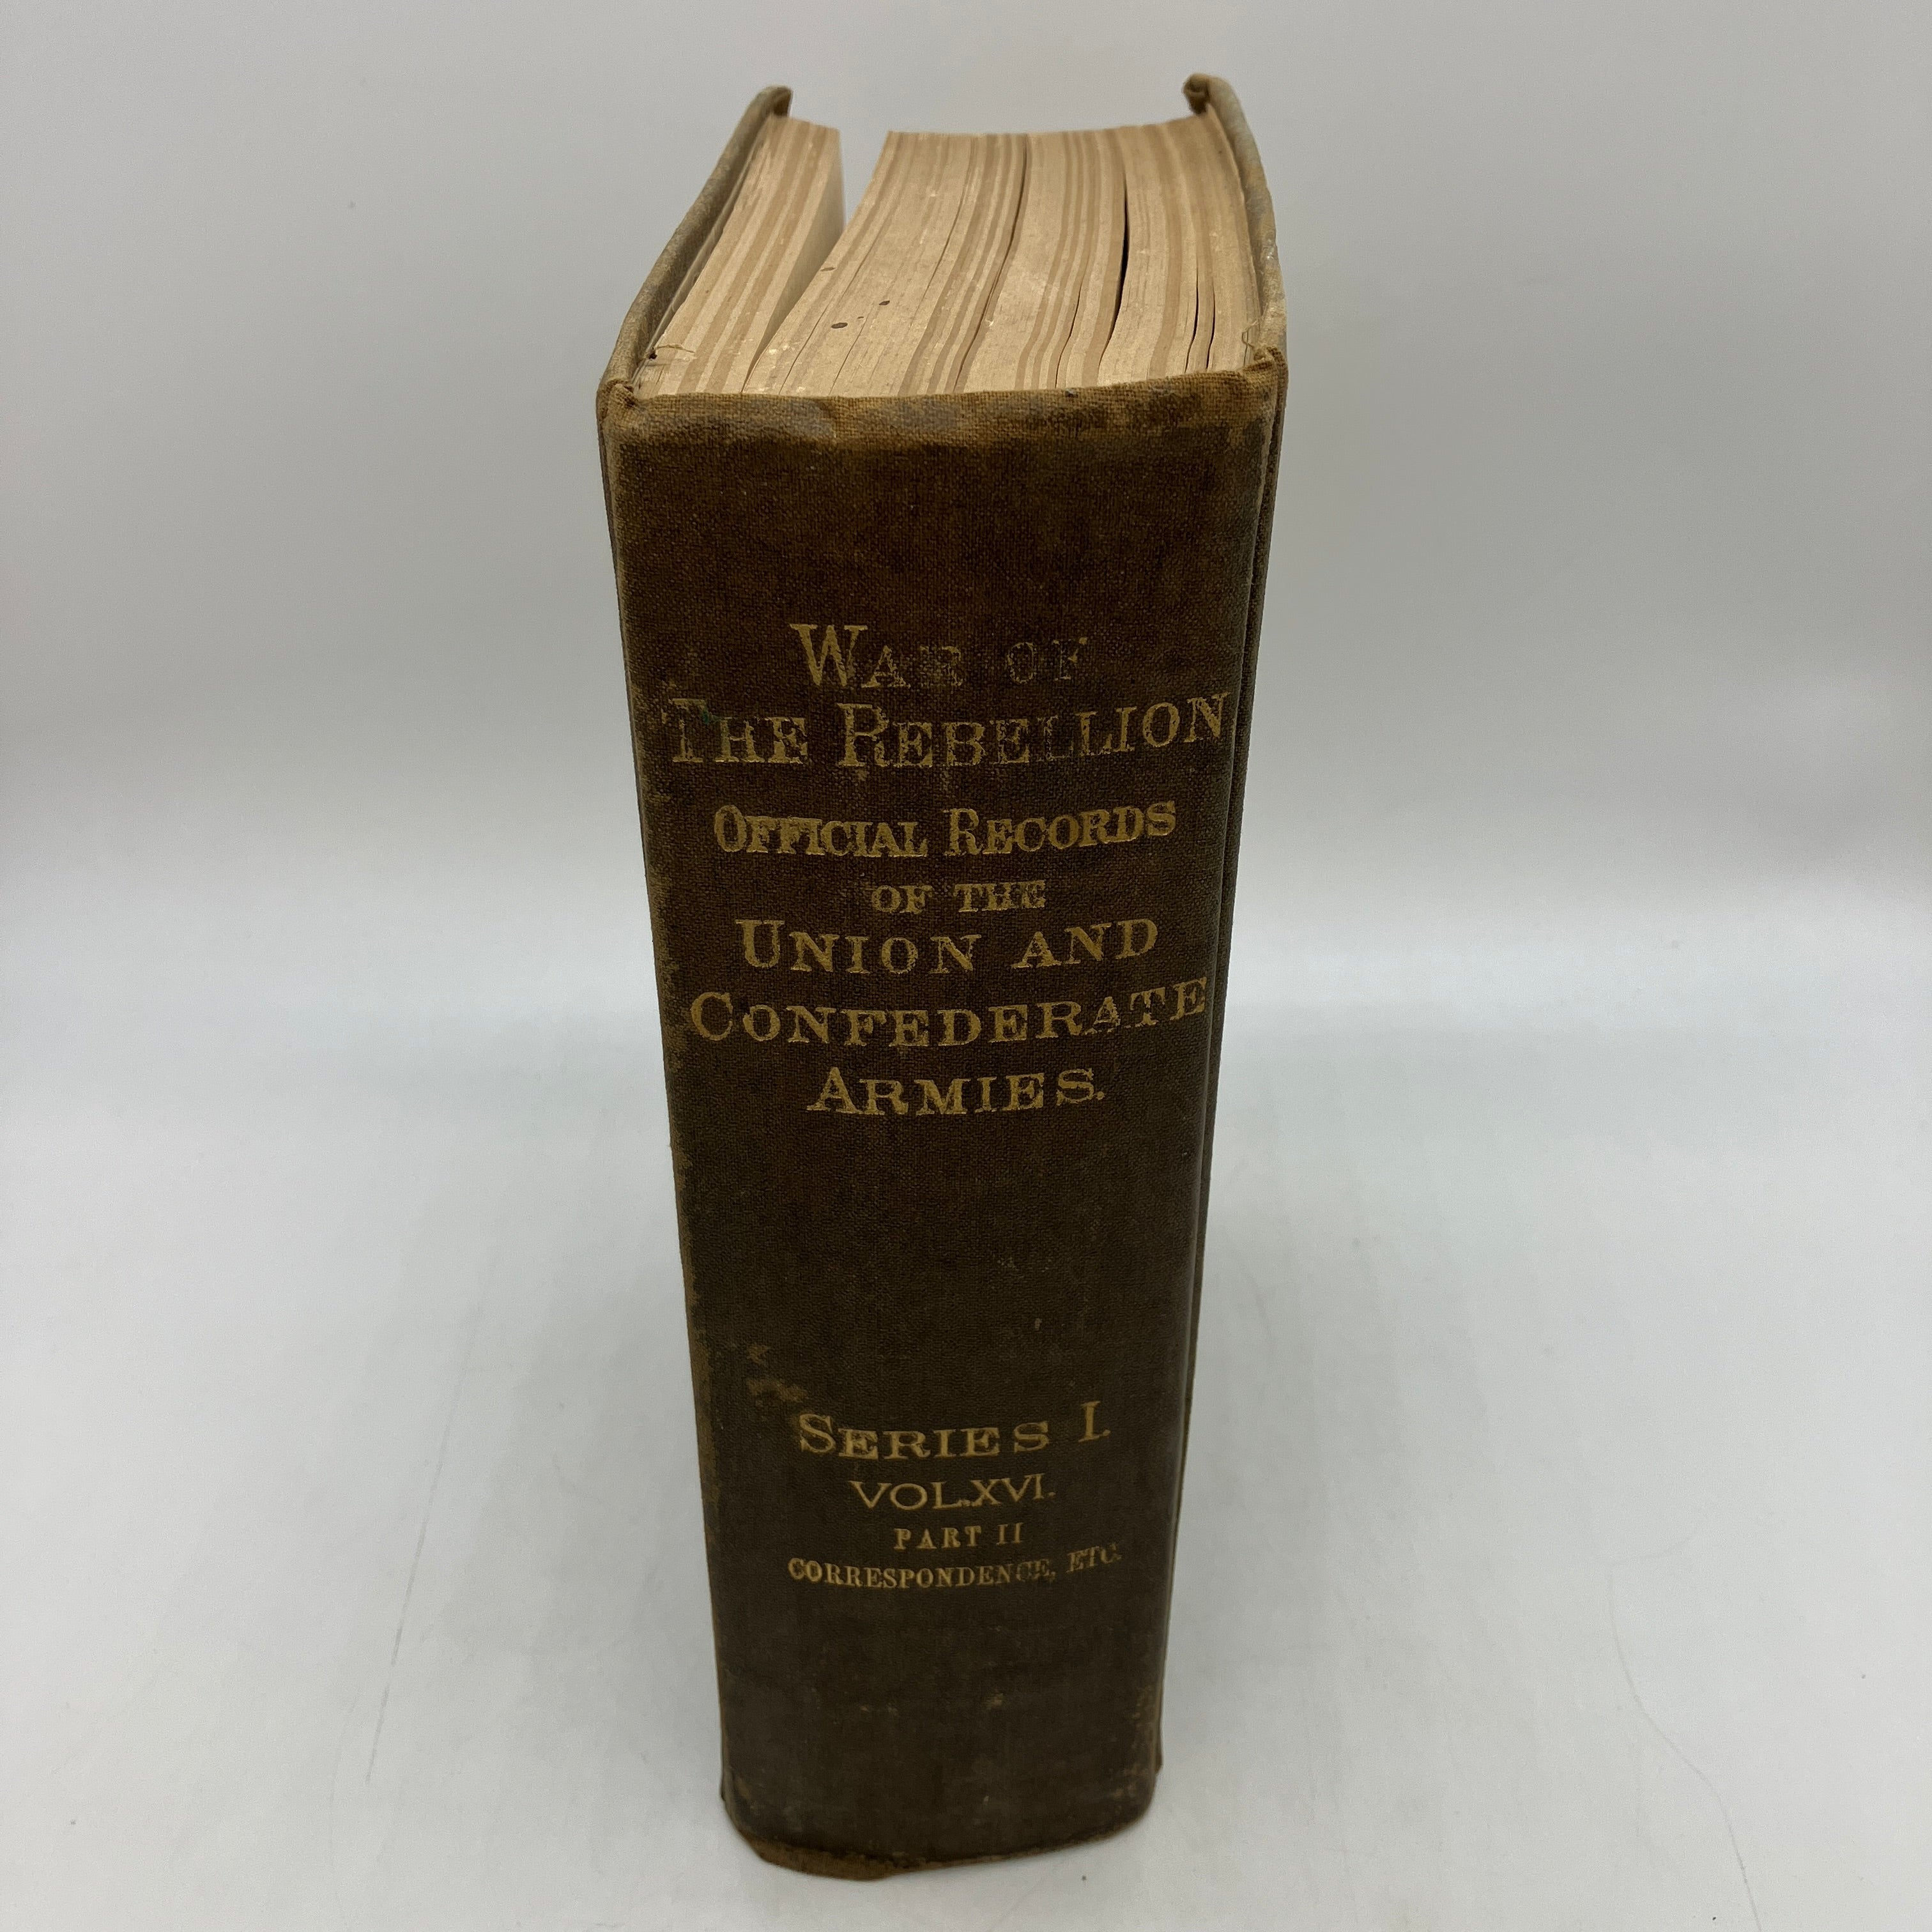 WAR OF
THE REBELLION
OFFICIAL RECORDS
OF THE
UNION AND
CONFEDERATE
ARMIES.
SERIES I.
VOL.XVI.
PART II
CORRESPONDENCE, ETC.